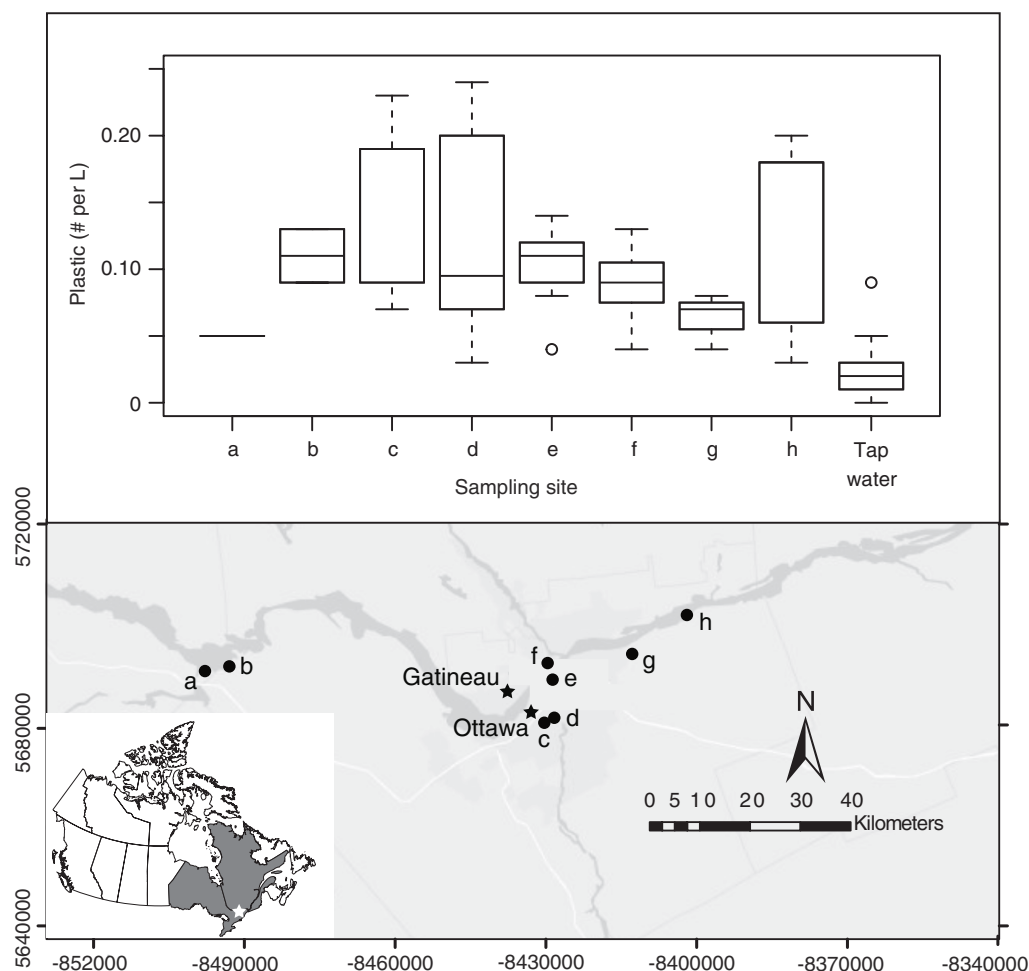 0.20
0.10
0
Plastic (# per L)
a b c d e f g h Tap water
Sampling site
5720000
5680000
5640000
a b
Gatineau
Ottawa
f
e
d
c
g
h
N
0 5 10 20 30 40
Kilometers
-852000 -8490000 -8460000 -8430000 -8400000 -8370000 -8340000